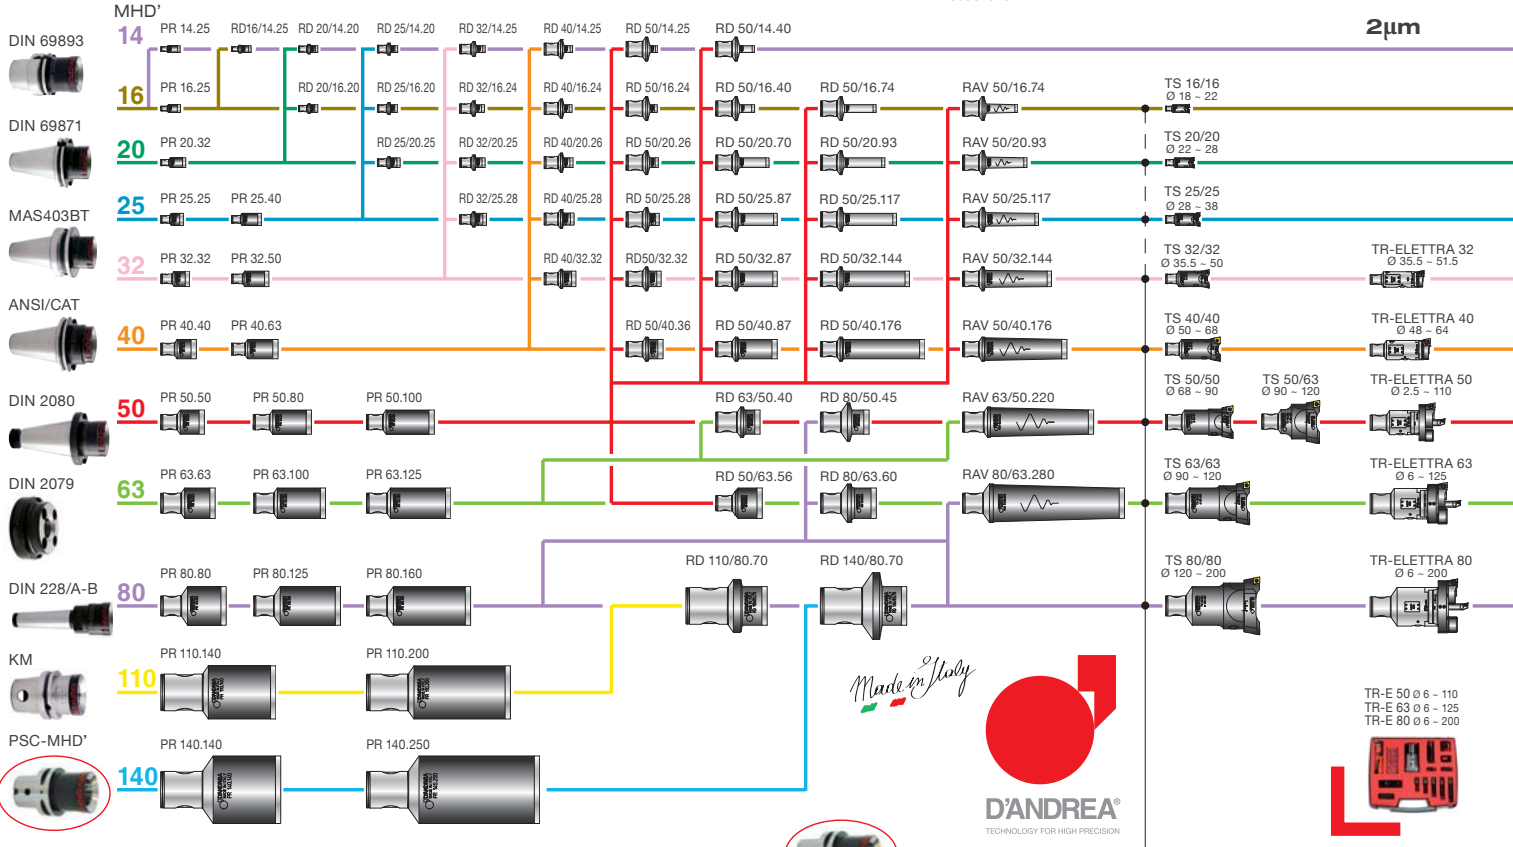 MHD'
2µm
DIN 69893
14 PR 14.25 RD16/14.25 RD 20/14.20 RD 25/14.20 RD 32/14.25 RD 40/14.25 RD 50/14.25 RD 50/14.40
16 PR 16.25 RD 20/16.20 RD 25/16.20 RD 32/16.24 RD 40/16.24 RD 50/16.24 RD 50/16.40 RD 50/16.74 RAV 50/16.74 TS 16/16
Ø 18 ~ 22
DIN 69871
20 PR 20.32 RD 25/20.25 RD 32/20.25 RD 40/20.26 RD 50/20.26 RD 50/20.70 RD 50/20.93 RAV 50/20.93 TS 20/20
Ø 22 ~ 28
MAS403BT
25 PR 25.25 PR 25.40 RD 32/25.28 RD 40/25.28 RD 50/25.28 RD 50/25.87 RD 50/25.117 RAV 50/25.117 TS 25/25
Ø 28 ~ 38
32 PR 32.32 PR 32.50 RD 40/32.32 RD50/32.32 RD 50/32.87 RD 50/32.144 RAV 50/32.144 TS 32/32 TR-ELETTRA 32
Ø 35.5 ~ 50 Ø 35.5 ~ 51.5
ANSI/CAT
40 PR 40.40 PR 40.63 RD 50/40.36 RD 50/40.87 RD 50/40.176 RAV 50/40.176 TS 40/40 TR-ELETTRA 40
Ø 50 ~ 68 Ø 48 ~ 64
DIN 2080
50 PR 50.50 PR 50.80 PR 50.100 RD 63/50.40 RD 80/50.45 RAV 63/50.220 TS 50/50 TS 50/63 TR-ELETTRA 50
Ø 68 ~ 90 Ø 90 ~ 120 Ø 2.5 ~ 110
DIN 2079
63 PR 63.63 PR 63.100 PR 63.125 RD 50/63.56 RD 80/63.60 RAV 80/63.280 TS 63/63 TR-ELETTRA 63
Ø 90 ~ 120 Ø 6 ~ 125
DIN 228/A-B
80 PR 80.80 PR 80.125 PR 80.160 RD 110/80.70 RD 140/80.70 TS 80/80 TR-ELETTRA 80
Ø 120 ~ 200 Ø 6 ~ 200
KM
110 PR 110.140 PR 110.200
Made in Italy
TR-E 50 Ø 6 ~ 110
TR-E 63 Ø 6 ~ 125
TR-E 80 Ø 6 ~ 200
PSC-MHD'
140 PR 140.140 PR 140.250
D'ANDREA®
TECHNOLOGY FOR HIGH PRECISION